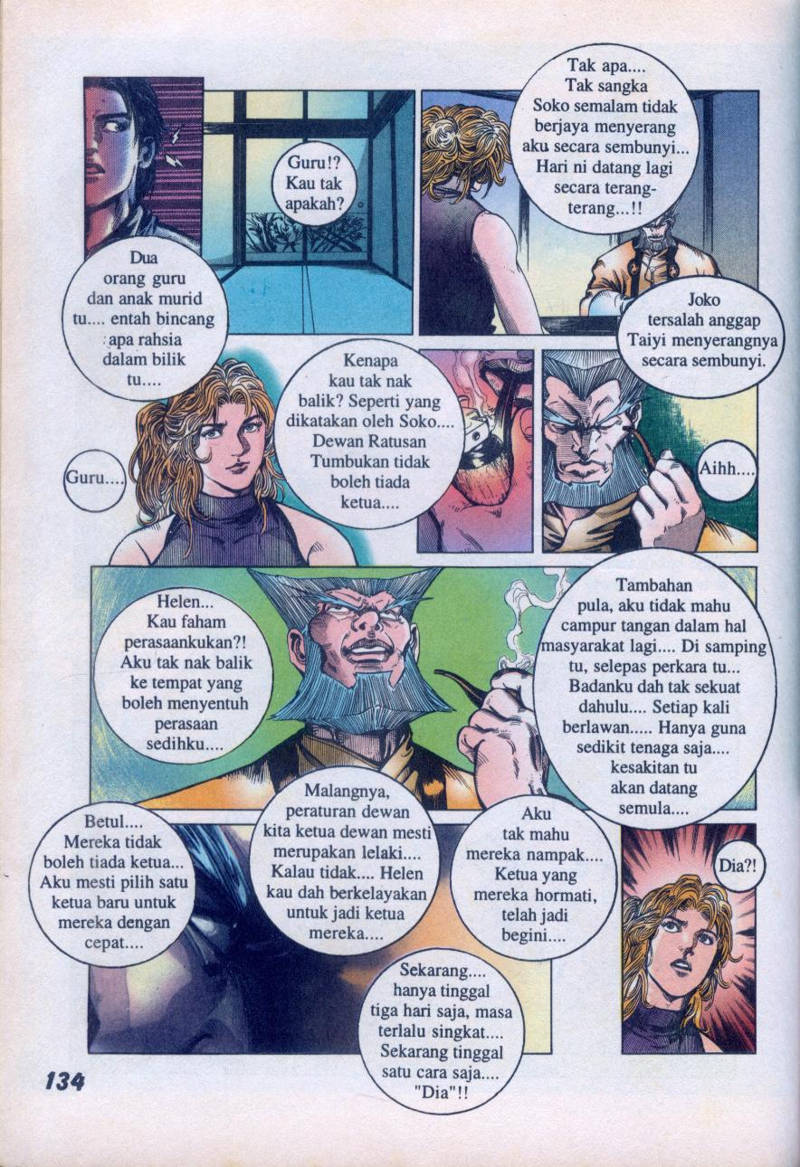 Guru!?
Kau tak
apakah?
Tak apa....
Tak sangka
Soko semalam tidak
berjaya menyerang
aku secara sembunyi...
Hari ni datang lagi
secara terang-
terang...!!
Dua
orang guru
dan anak murid
tu.... entah bincang
apa rahsia
dalam bilik
tu....
Joko
tersalah anggap
Taiyi menyerangnya
secara sembunyi.
Guru....
Kenapa
kau tak nak
balik? Seperti yang
dikatakan oleh Soko....
Dewan Ratusan
Tumbukan tidak
boleh tiada
ketua....
Aihh....
Helen...
Kau faham
perasaankukan?!
Aku tak nak balik
ke tempat yang
boleh menyentuh
perasaan
sedihku....
Tambahan
pula, aku tidak mahu
campur tangan dalam hal
masyarakat lagi.... Di samping
tu, selepas perkara tu...
Badanku dah tak sekuat
dahulu.... Setiap kali
berlawan..... Hanya guna
sedikit tenaga saja....
kesakitan tu
akan datang
semula....
Betul....
Mereka tidak
boleh tiada ketua...
Aku mesti pilih satu
ketua baru untuk
mereka dengan
cepat....
Malangnya,
peraturan dewan
kita ketua dewan mesti
merupakan lelaki....
Kalau tidak.... Helen
kau dah berkelayakan
untuk jadi ketua
mereka....
Aku
tak mahu
mereka nampak....
Ketua yang
mereka hormati,
telah jadi
begini....
Sekarang....
hanya tinggal
tiga hari saja, masa
terlalu singkat....
Sekarang tinggal
satu cara saja....
"Dia"!!
Dia?!
134